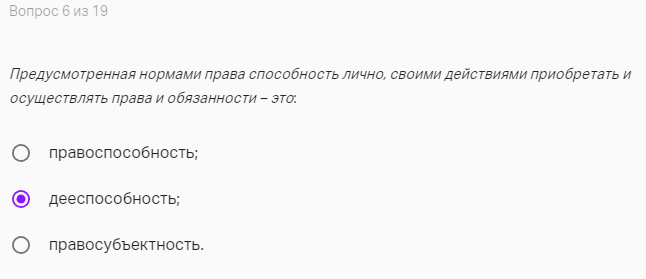 Вопрос 6 из 19
Предусмотренная нормами права способность лично, своими действиями приобретать и
осуществлять права и обязанности – это:
правоспособность;
дееспособность;
правосубъектность.